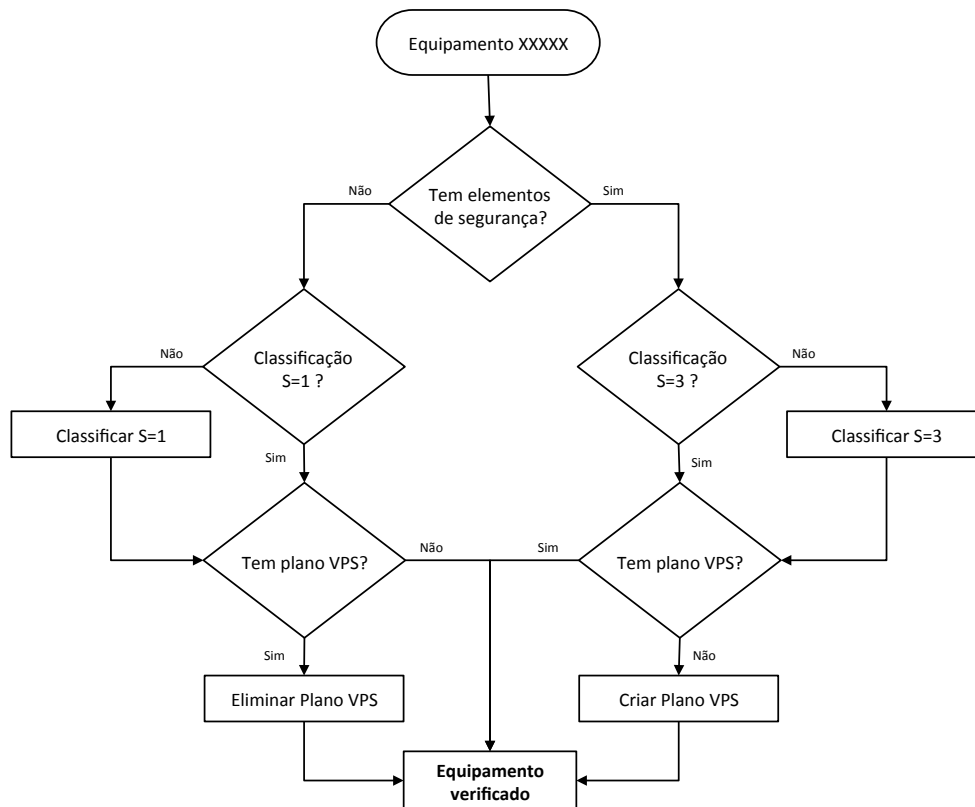 Equipamento XXXXX
Tem elementos
de segurança?
Não
Sim
Classificação
S=1 ?
Classificação
S=3 ?
Não
Não
Classificar S=1
Classificar S=3
Sim
Sim
Tem plano VPS?
Não
Sim
Tem plano VPS?
Sim
Não
Eliminar Plano VPS
Criar Plano VPS
Equipamento
verificado